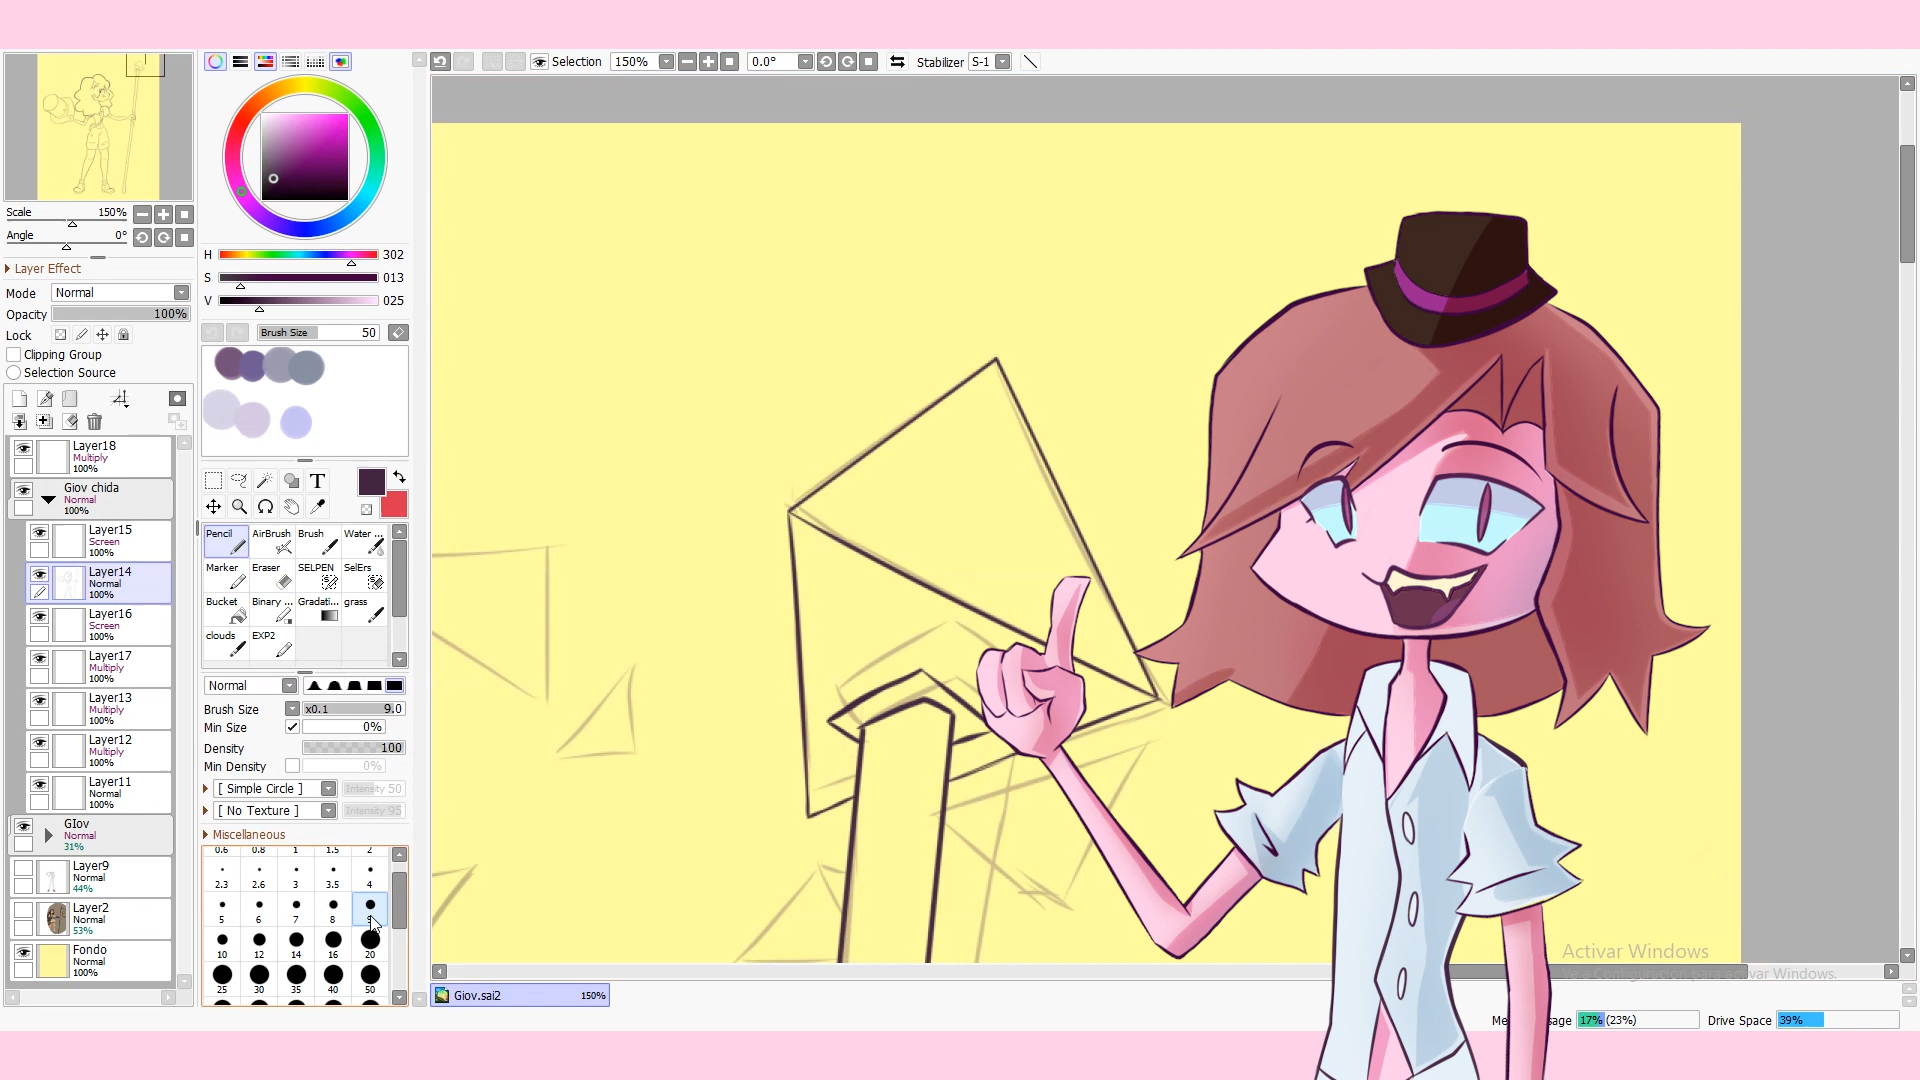 Selection 150% 0.0° Stabilizer S-1
Scale 150%
Angle 0°
Layer Effect
Mode Normal
Opacity 100%
Lock
Clipping Group
Selection Source
Layer18
Multiply
100%
Giov chida
Normal
100%
Layer15
Screen
100%
Layer14
Normal
100%
Layer16
Screen
100%
Layer17
Multiply
100%
Layer13
Multiply
100%
Layer12
Multiply
100%
Layer11
Normal
100%
GIov
Normal
31%
Layer9
Normal
44%
Layer2
Normal
53%
Fondo
Normal
100%
H 302
S 013
V 025
Brush Size 50
T
Pencil AirBrush Brush Water ...
Marker Eraser SELPEN SelErs
Bucket Binary ... Gradati... grass
clouds EXP2
Normal
Brush Size x0.1 9.0
Min Size 0%
Density 100
Min Density 0%
[ Simple Circle ] Intensity 50
[ No Texture ] Intensity 95
Miscellaneous
0.6 0.8 1 1.5 2
2.3 2.6 3 3.5 4
5 6 7 8 9
10 12 14 16 20
25 30 35 40 50
Giov.sai2 150%
Activar Windows
activar Windows.
17% (23%) Drive Space 39%